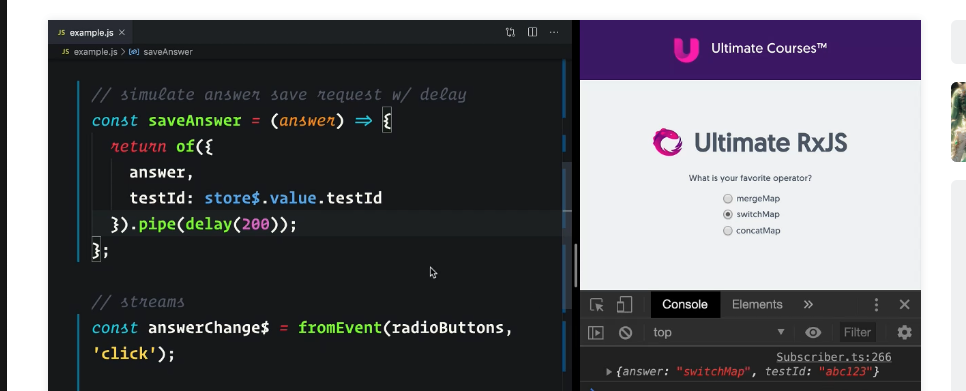 JS example.js ×
JS example.js > saveAnswer
// simulate answer save request w/ delay
const saveAnswer = (answer) => {
return of({
answer,
testId: store$.value.testId
}).pipe(delay(200));
};
// streams
const answerChange$ = fromEvent(radioButtons,
'click');
Ultimate Courses™
Ultimate RxJS
What is your favorite operator?
mergeMap
switchMap
concatMap
Console Elements »
top Filter
Subscriber.ts:266
{answer: "switchMap", testId: "abc123"}